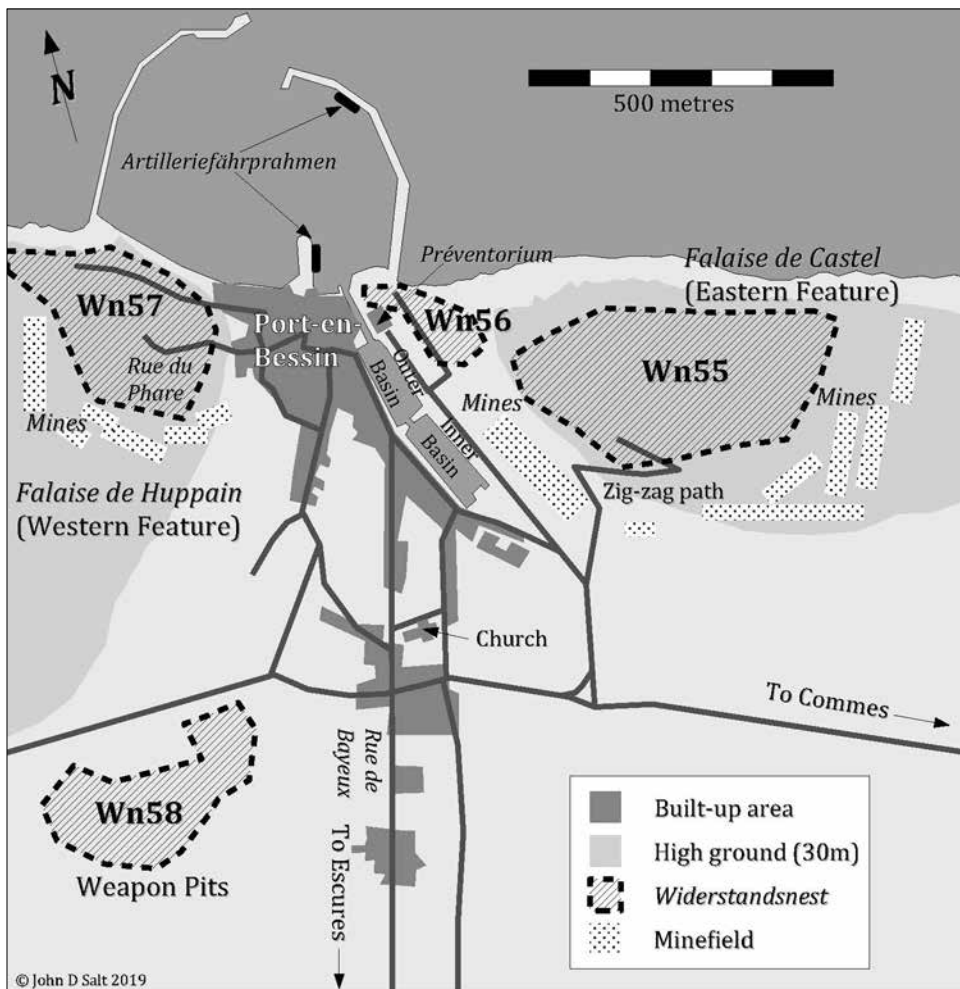 N
500 metres
Artilleriefährprahmen
Préventorium
Falaise de Castel
(Eastern Feature)
Wn57
Wn56
Port-en-
Bessin
Wn55
Rue du
Phare
Outer
Basin
Mines
Mines
Mines
Inner
Basin
Zig-zag path
Falaise de Huppain
(Western Feature)
Church
To Commes
Rue de
Bayeux
Wn58
Weapon Pits
To Escures
Built-up area
High ground (30m)
Widerstandsnest
Minefield
© John D Salt 2019